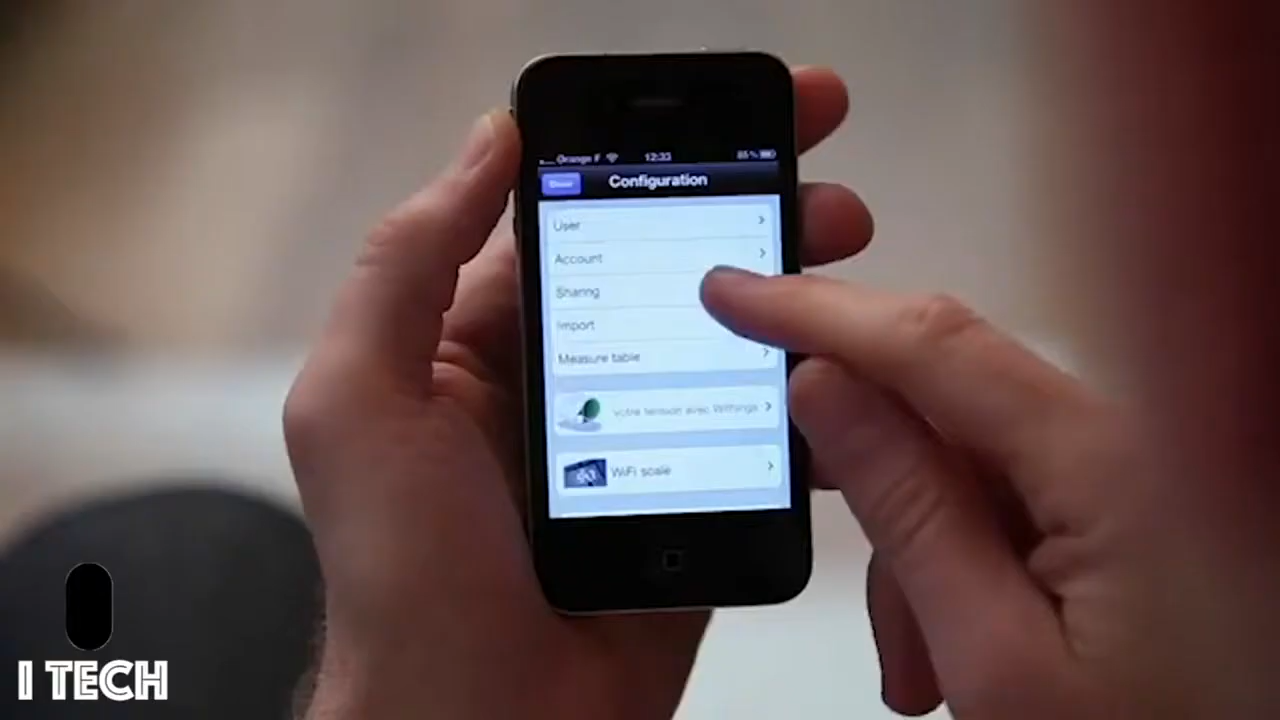 Orange F 12:33
Configuration
User
Account
Sharing
Import
Measure table
votre tension avec Withings
WiFi scale
I TECH